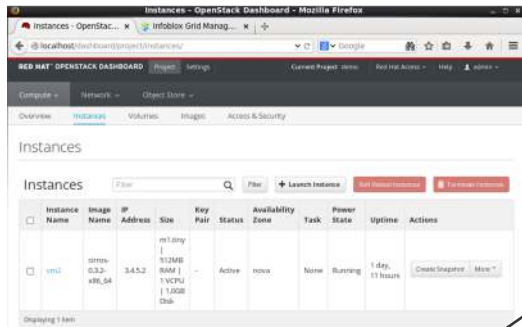 Instances - OpenStack Dashboard - Mozilla Firefox
Instances - OpenStac... × Infoblox Grid Manag... ×
localhost/dashboard/project/instances/ Google
RED HAT® OPENSTACK DASHBOARD Project Settings Current Project demo Red Hat Access Help admin
Compute Network Object Store
Overview Instances Volumes Images Access & Security
Instances
Instances Filter Filter + Launch Instance Soft Reboot Instances Terminate Instances
Instance Name Image Name IP Address Size Key Pair Status Availability Zone Task Power State Uptime Actions
m1.tiny
|
512MB
RAM |
1 VCPU
| 1.0GB
Disk
vm2 cirros-0.3.2-x86_64 3.4.5.2 - Active nova None Running 1 day, 11 hours Create Snapshot More
Displaying 1 item